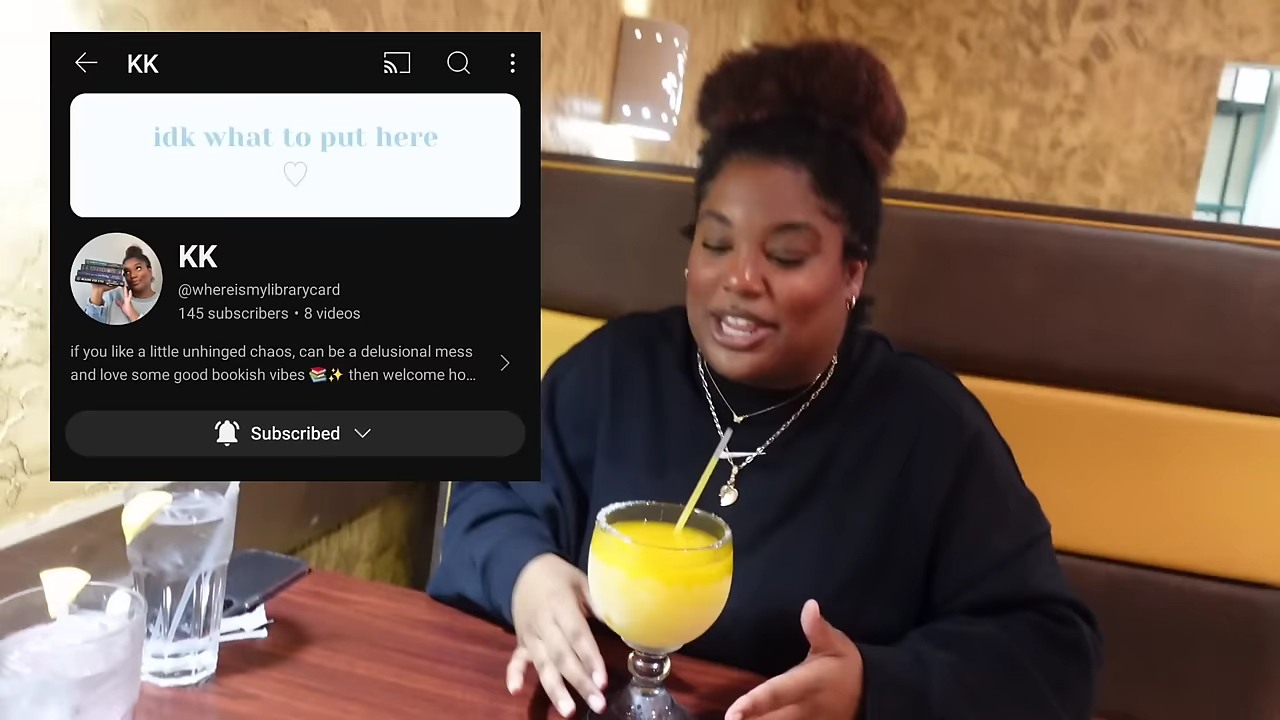 KK
idk what to put here
KK
@whereismylibrarycard
145 subscribers • 8 videos
if you like a little unhinged chaos, can be a delusional mess
and love some good bookish vibes 📚✨ then welcome ho...
Subscribed